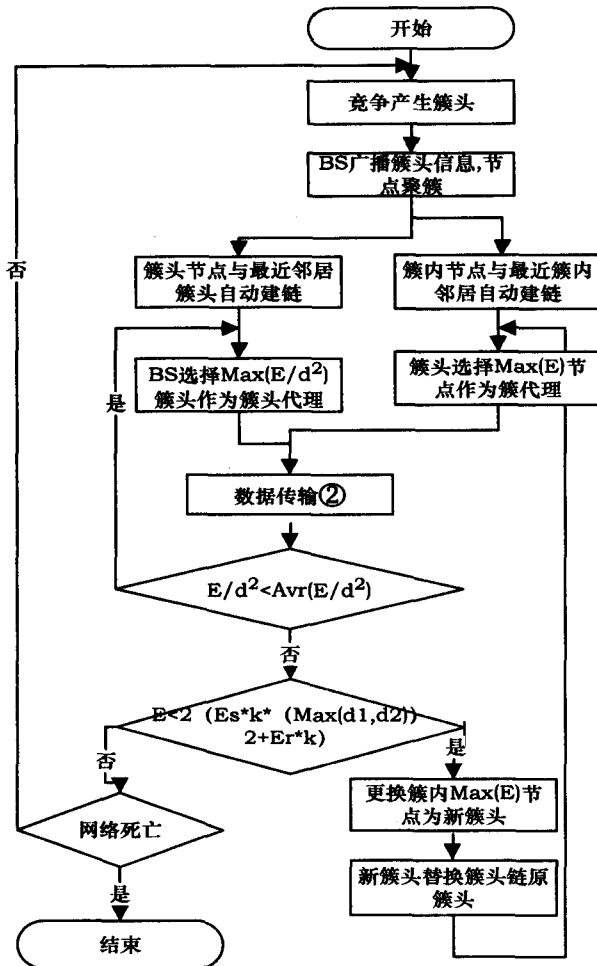 开始
竞争产生簇头
BS广播簇头信息,节
点聚簇
否
簇头节点与最近邻居
簇头自动建链
簇内节点与最近簇内
邻居自动建链
是
BS选择Max(E/d²)
簇头作为簇头代理
簇头选择Max(E)节
点作为簇代理
数据传输②
E/d²<Avr(E/d²)
否
E<2 (Es*k* (Max(d1,d2))
2+Er*k)
否
是
网络死亡
更换簇内Max(E)节
点为新簇头
是
新簇头替换簇头链原
簇头
结束